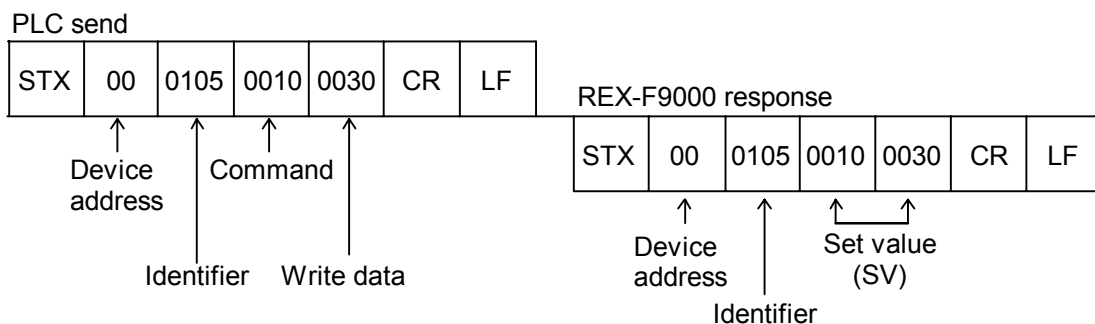 PLC send
STX 00 0105 0010 0030 CR LF
Device address
Command
Identifier
Write data
REX-F9000 response
STX 00 0105 0010 0030 CR LF
Device address
Set value (SV)
Identifier